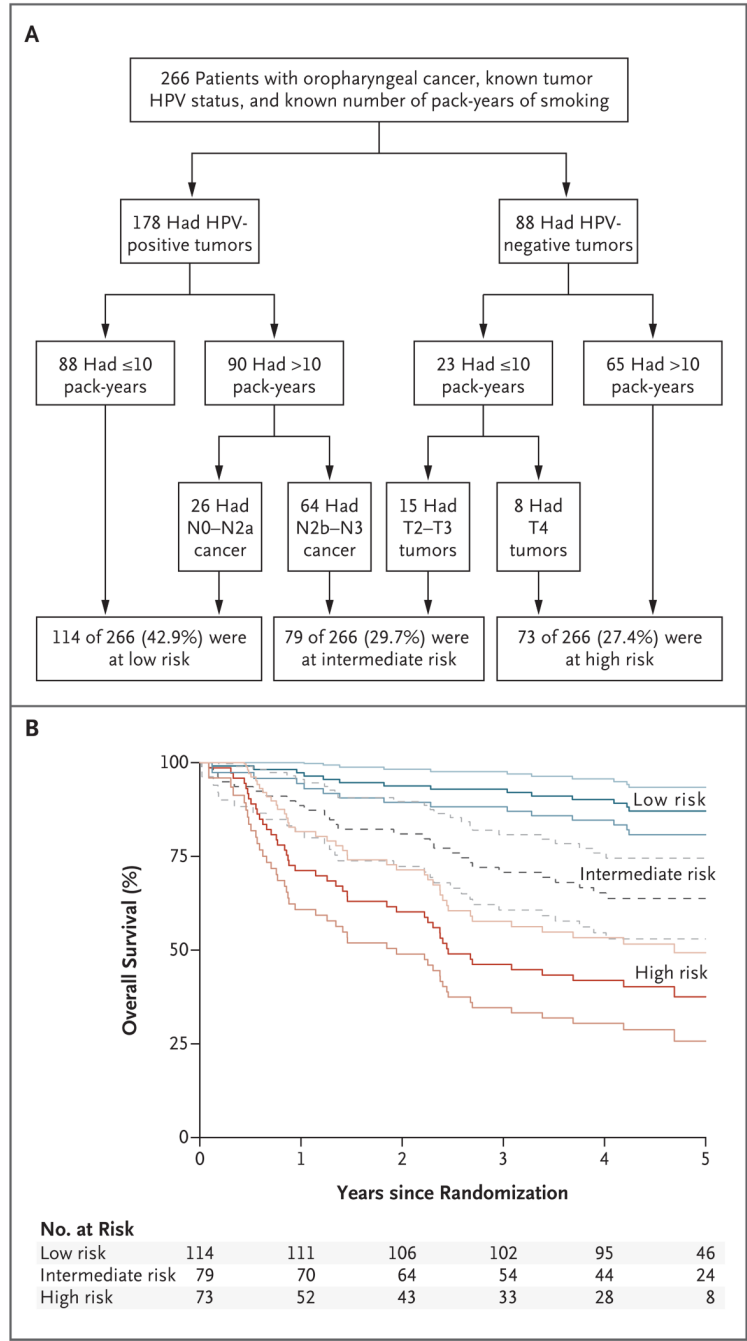 A
266 Patients with oropharyngeal cancer, known tumor
HPV status, and known number of pack-years of smoking
178 Had HPV-
positive tumors
88 Had HPV-
negative tumors
88 Had ≤10
pack-years
90 Had >10
pack-years
23 Had ≤10
pack-years
65 Had >10
pack-years
26 Had
N0–N2a
cancer
64 Had
N2b–N3
cancer
15 Had
T2–T3
tumors
8 Had
T4
tumors
114 of 266 (42.9%) were
at low risk
79 of 266 (29.7%) were
at intermediate risk
73 of 266 (27.4%) were
at high risk
B
Overall Survival (%)
100
75
50
25
0
Low risk
Intermediate risk
High risk
0 1 2 3 4 5
Years since Randomization
No. at Risk
Low risk 114 111 106 102 95 46
Intermediate risk 79 70 64 54 44 24
High risk 73 52 43 33 28 8